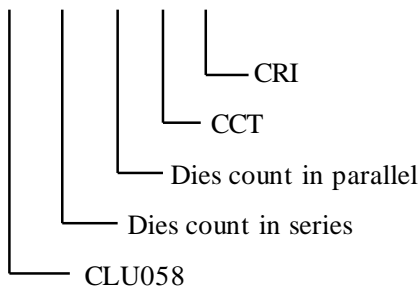 CRI
CCT
Dies count in parallel
Dies count in series
CLU058